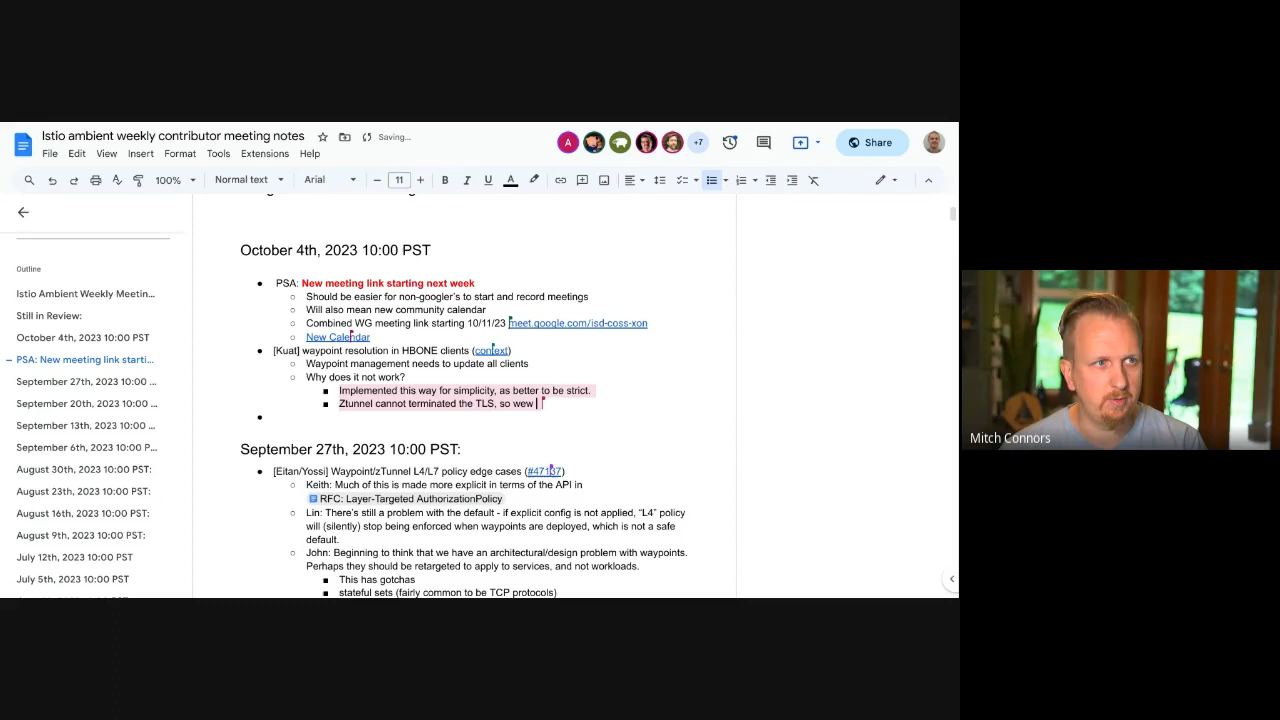 Istio ambient weekly contributor meeting notes
Saving...
File Edit View Insert Format Tools Extensions Help
A
+7
Share
100%
Normal text
Arial
11
B I U A
October 4th, 2023 10:00 PST
PSA: New meeting link starting next week
Should be easier for non-googler's to start and record meetings
Will also mean new community calendar
Combined WG meeting link starting 10/11/23 meet.google.com/isd-coss-xon
New Calendar
[Kuat] waypoint resolution in HBONE clients (context)
Waypoint management needs to update all clients
Why does it not work?
Implemented this way for simplicity, as better to be strict.
Ztunnel cannot terminated the TLS, so wew
September 27th, 2023 10:00 PST:
[Eitan/Yossi] Waypoint/zTunnel L4/L7 policy edge cases (#47137)
Keith: Much of this is made more explicit in terms of the API in
RFC: Layer-Targeted AuthorizationPolicy
Lin: There's still a problem with the default - if explicit config is not applied, "L4" policy
will (silently) stop being enforced when waypoints are deployed, which is not a safe
default.
John: Beginning to think that we have an architectural/design problem with waypoints.
Perhaps they should be retargeted to apply to services, and not workloads.
This has gotchas
stateful sets (fairly common to be TCP protocols)
Outline
Istio Ambient Weekly Meetin...
Still in Review:
October 4th, 2023 10:00 PST
PSA: New meeting link starti...
September 27th, 2023 10:00 ...
September 20th, 2023 10:00 ...
September 13th, 2023 10:00 ...
September 6th, 2023 10:00 P...
August 30th, 2023 10:00 PST:
August 23rd, 2023 10:00 PST:
August 16th, 2023 10:00 PST:
August 9th, 2023 10:00 PST:
July 12th, 2023 10:00 PST
July 5th, 2023 10:00 PST
Mitch Connors